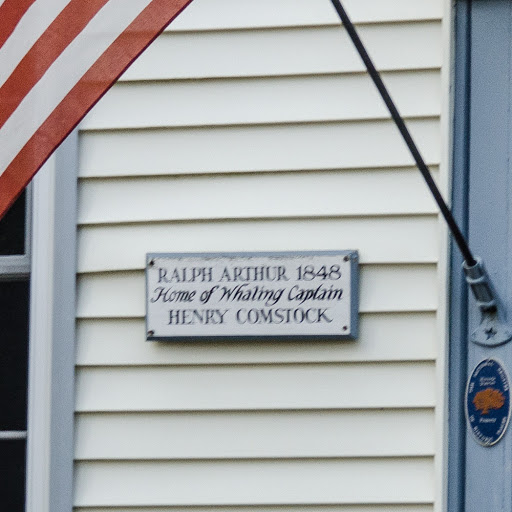 RALPH ARTHUR 1848
Home of Whaling Captain
HENRY COMSTOCK